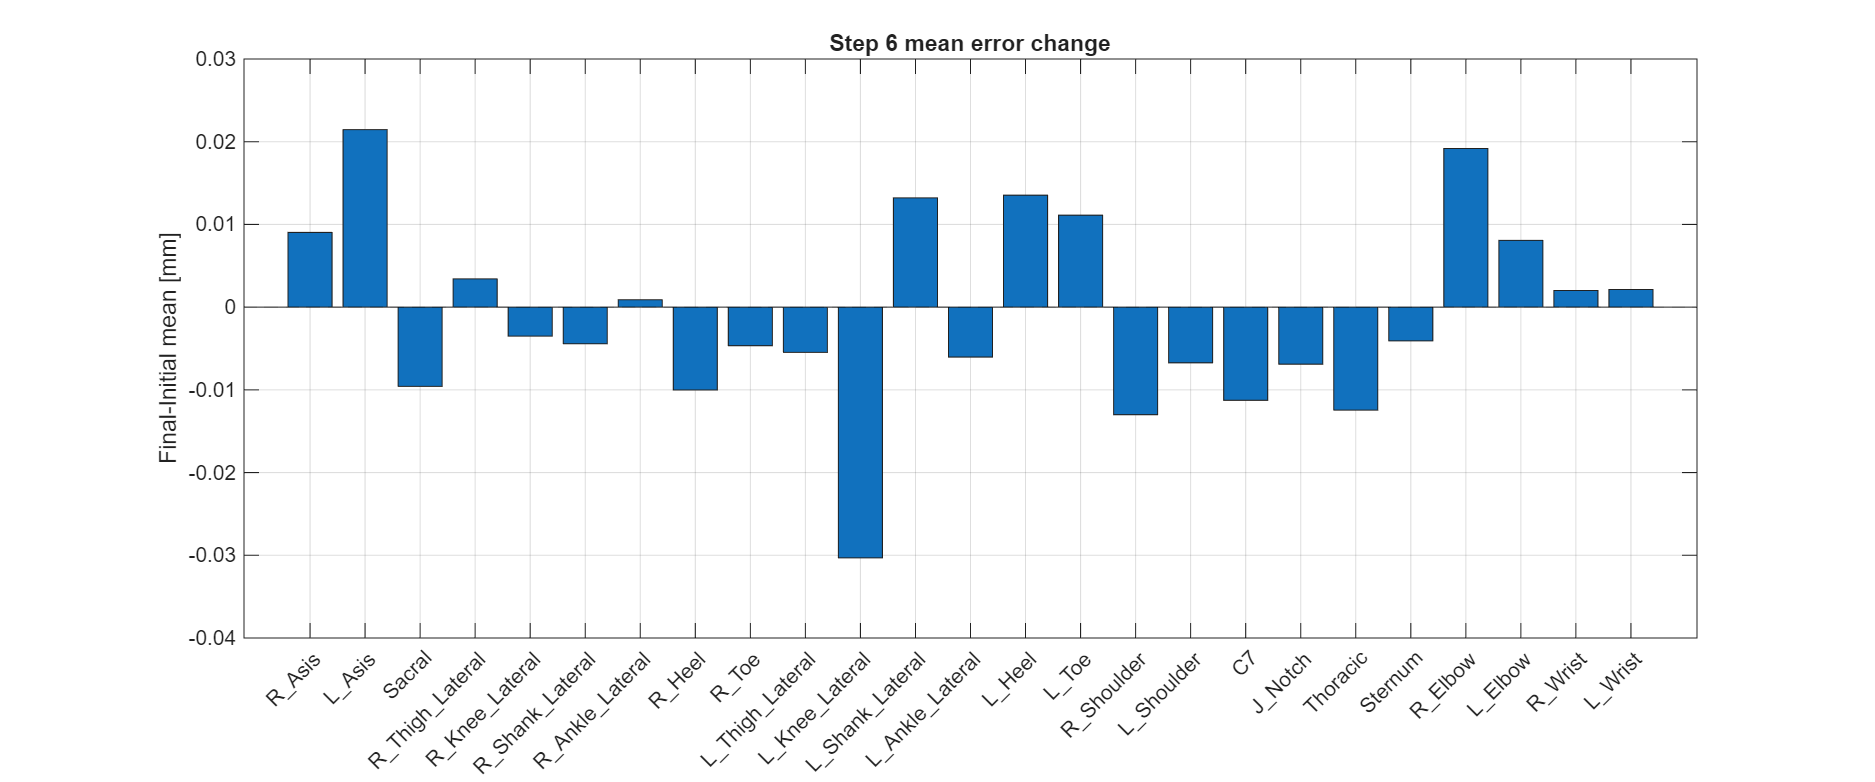 Step 6 mean error change
0.03
0.02
0.01
0
-0.01
-0.02
-0.03
-0.04
Final-Initial mean [mm]
R_Asis
L_Asis
Sacral
R_Thigh_Lateral
R_Knee_Lateral
R_Shank_Lateral
R_Ankle_Lateral
R_Heel
R_Toe
L_Thigh_Lateral
L_Knee_Lateral
L_Shank_Lateral
L_Ankle_Lateral
L_Heel
L_Toe
R_Shoulder
L_Shoulder
C7
J_Notch
Thoracic
Sternum
R_Elbow
L_Elbow
R_Wrist
L_Wrist